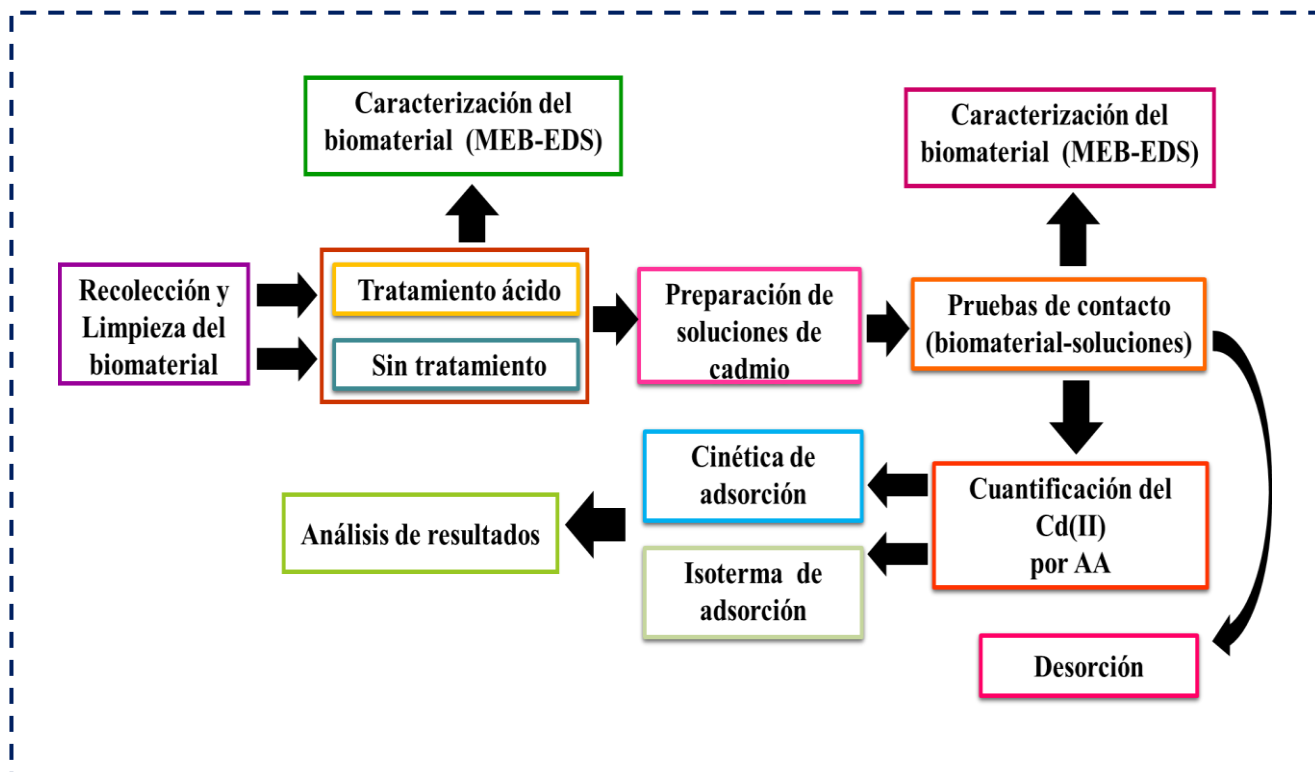 Caracterización del
biomaterial (MEB-EDS)
Caracterización del
biomaterial (MEB-EDS)
Recolección y
Limpieza del
biomaterial
Tratamiento ácido
Sin tratamiento
Preparación de
soluciones de
cadmio
Pruebas de contacto
(biomaterial-soluciones)
Cinética de
adsorción
Cuantificación del
Cd(II)
por AA
Análisis de resultados
Isoterma de
adsorción
Desorción